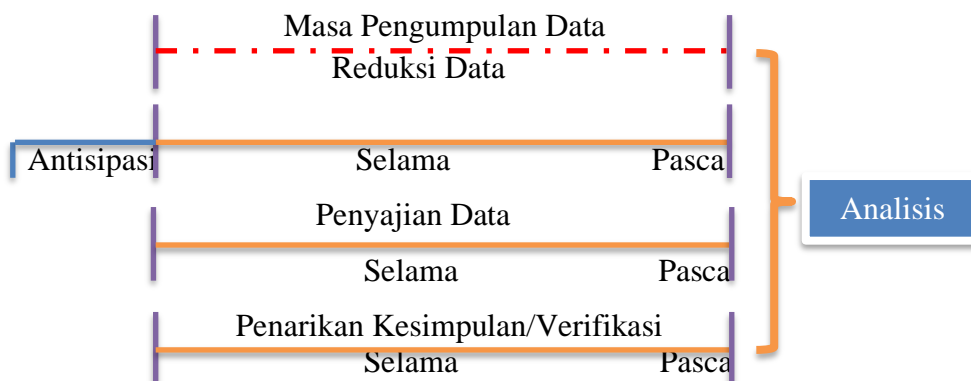 Masa Pengumpulan Data
Reduksi Data
Antisipasi Selama Pasca
Penyajian Data
Selama Pasca
Penarikan Kesimpulan/Verifikasi
Selama Pasca
Analisis